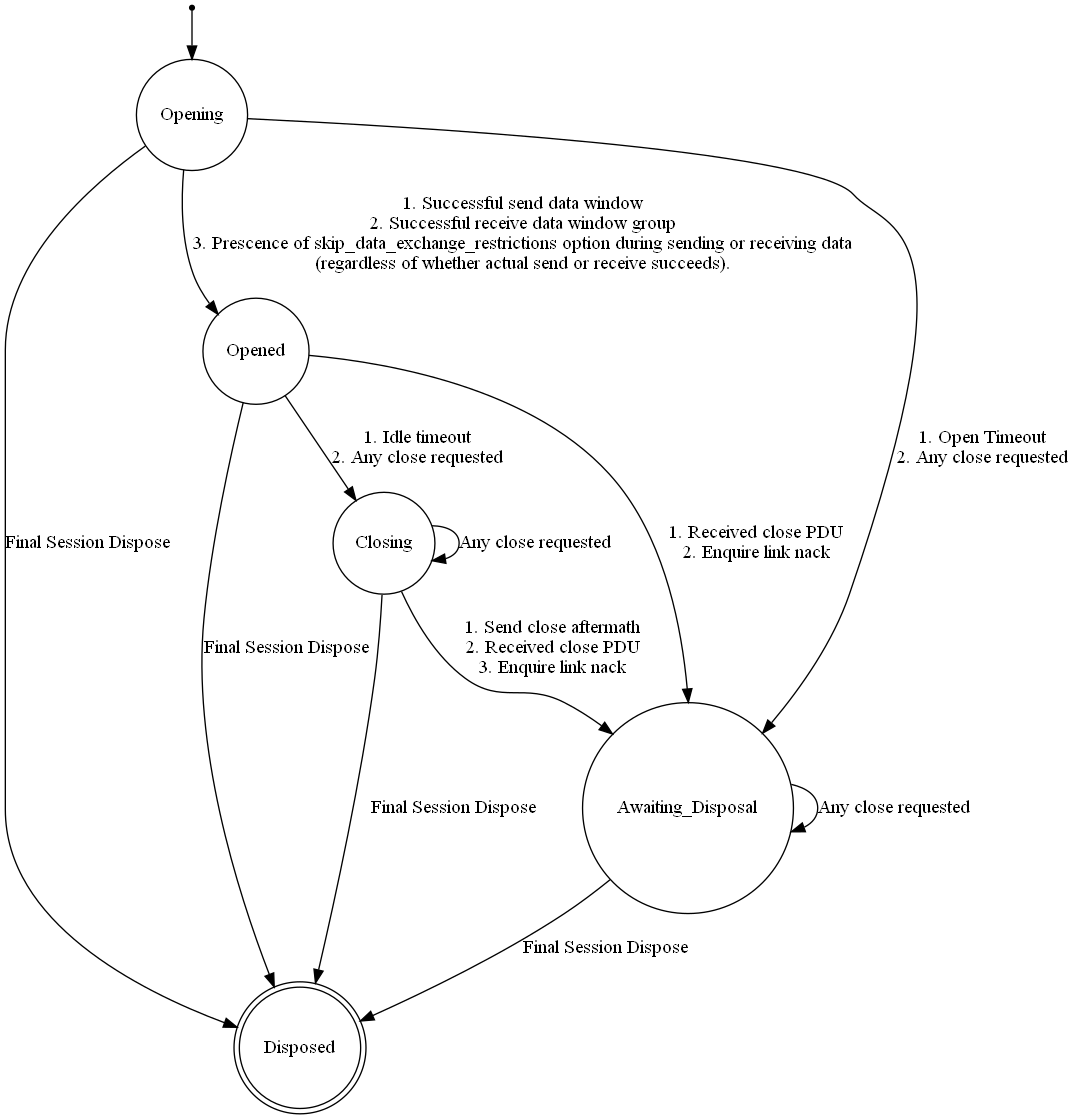 Opening
1. Successful send data window
2. Successful receive data window group
3. Prescence of skip_data_exchange_restrictions option during sending or receiving data
(regardless of whether actual send or receive succeeds).
Opened
1. Idle timeout
2. Any close requested
1. Open Timeout
2. Any close requested
1. Received close PDU
2. Enquire link nack
Final Session Dispose
Closing
Any close requested
Final Session Dispose
1. Send close aftermath
2. Received close PDU
3. Enquire link nack
Final Session Dispose
Awaiting_Disposal
Any close requested
Final Session Dispose
Disposed